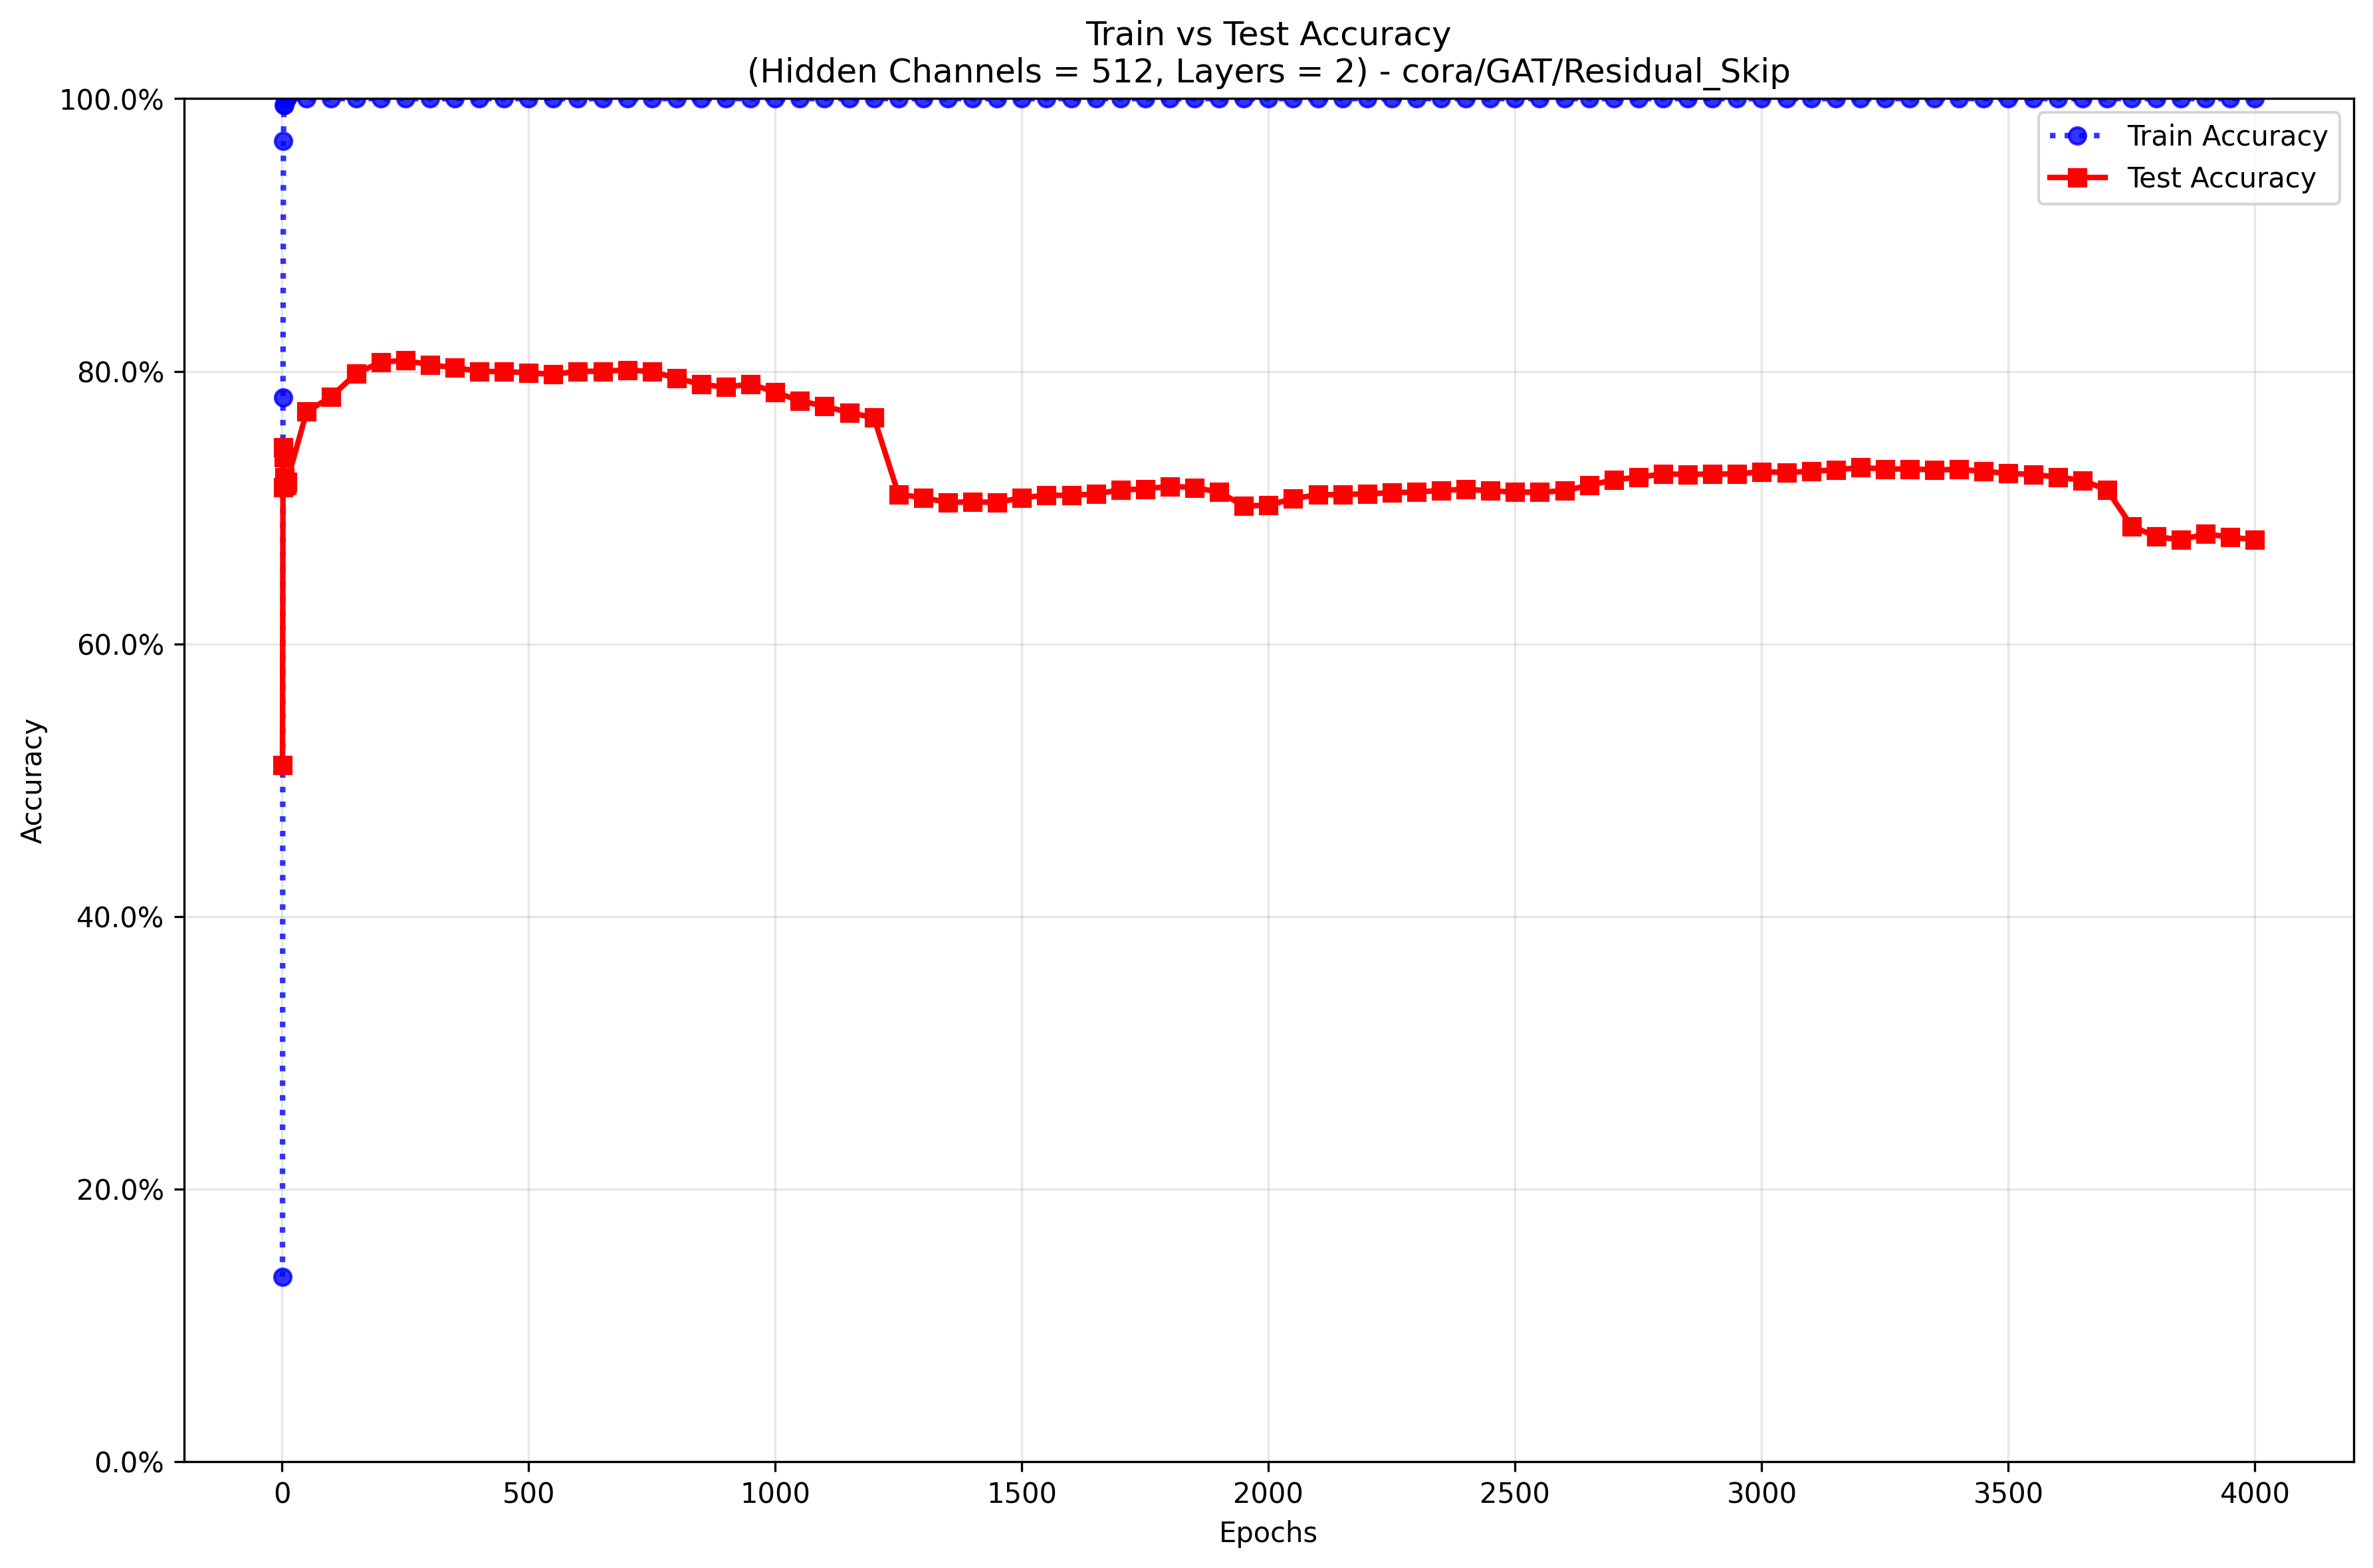 Train vs Test Accuracy
(Hidden Channels = 512, Layers = 2) - cora/GAT/Residual_Skip
100.0%
80.0%
60.0%
40.0%
20.0%
0.0%
Accuracy
Train Accuracy
Test Accuracy
0
500
1000
1500
2000
2500
3000
3500
4000
Epochs